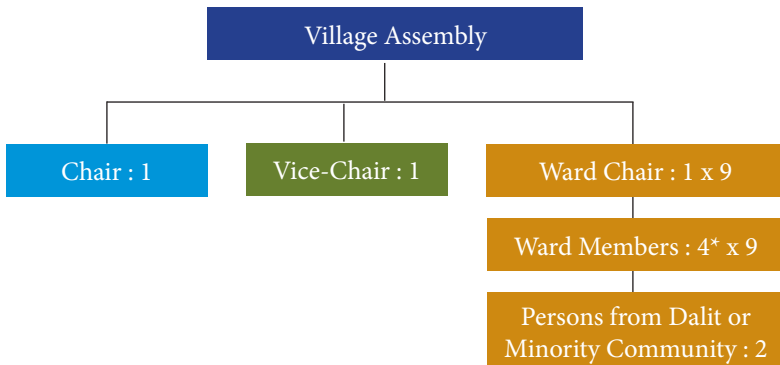 Village Assembly
Chair : 1
Vice-Chair : 1
Ward Chair : 1 x 9
Ward Members : 4* x 9
Persons from Dalit or
Minority Community : 2